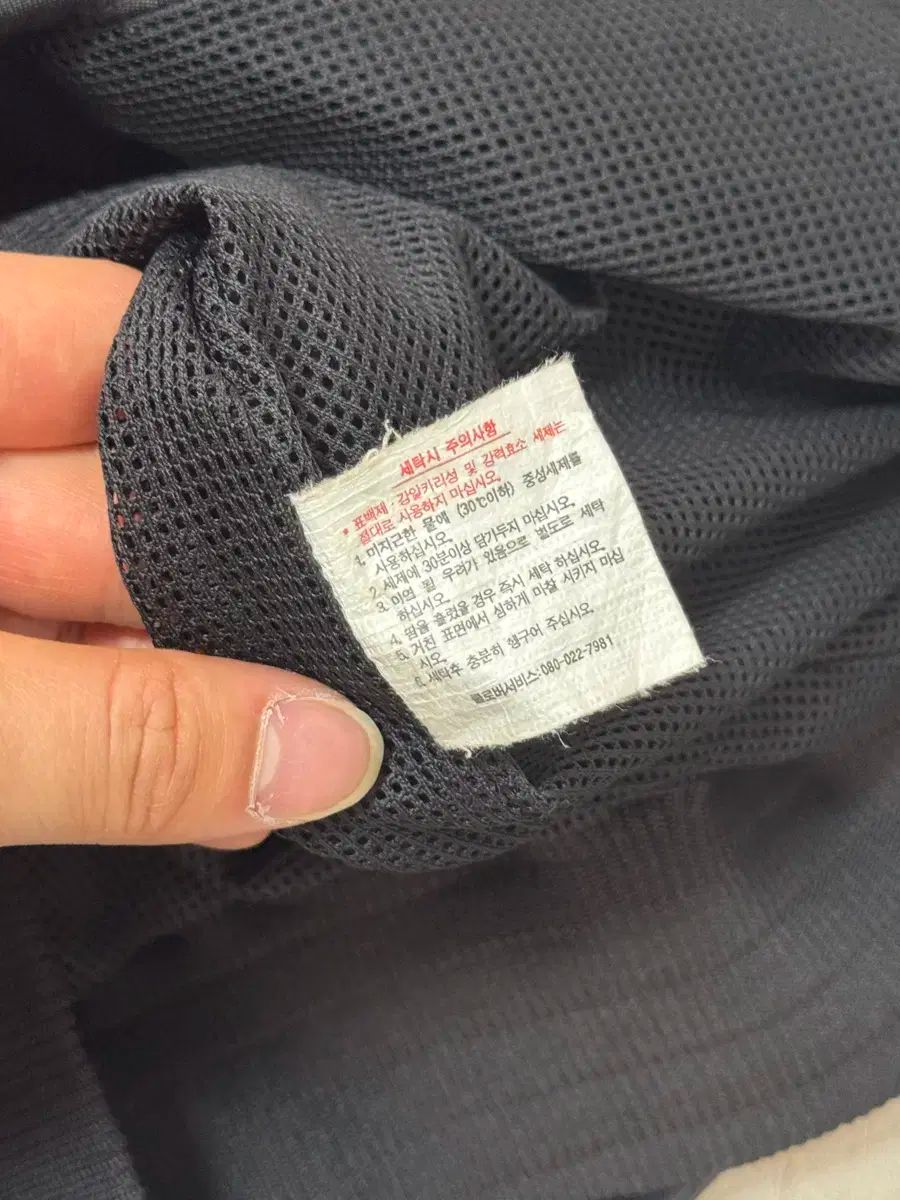 세탁시 주의사항
* 표백제 : 강알카리성 및 강력효소 세제는
절대로 사용하지 마십시오.
1. 미지근한 물에 (30℃이하) 중성세제를
사용하십시오.
2. 세제에 30분이상 담가두지 마십시오.
3. 이염 될 우려가 있음으로 별도로 세탁
하십시오.
4. 땀을 흘렸을 경우 즉시 세탁 하십시오.
5. 거친 표면에서 심하게 마찰 시키지 마십
시오.
6. 세탁후 충분히 헹구어 주십시오.
헬로버서비스:080-022-7981